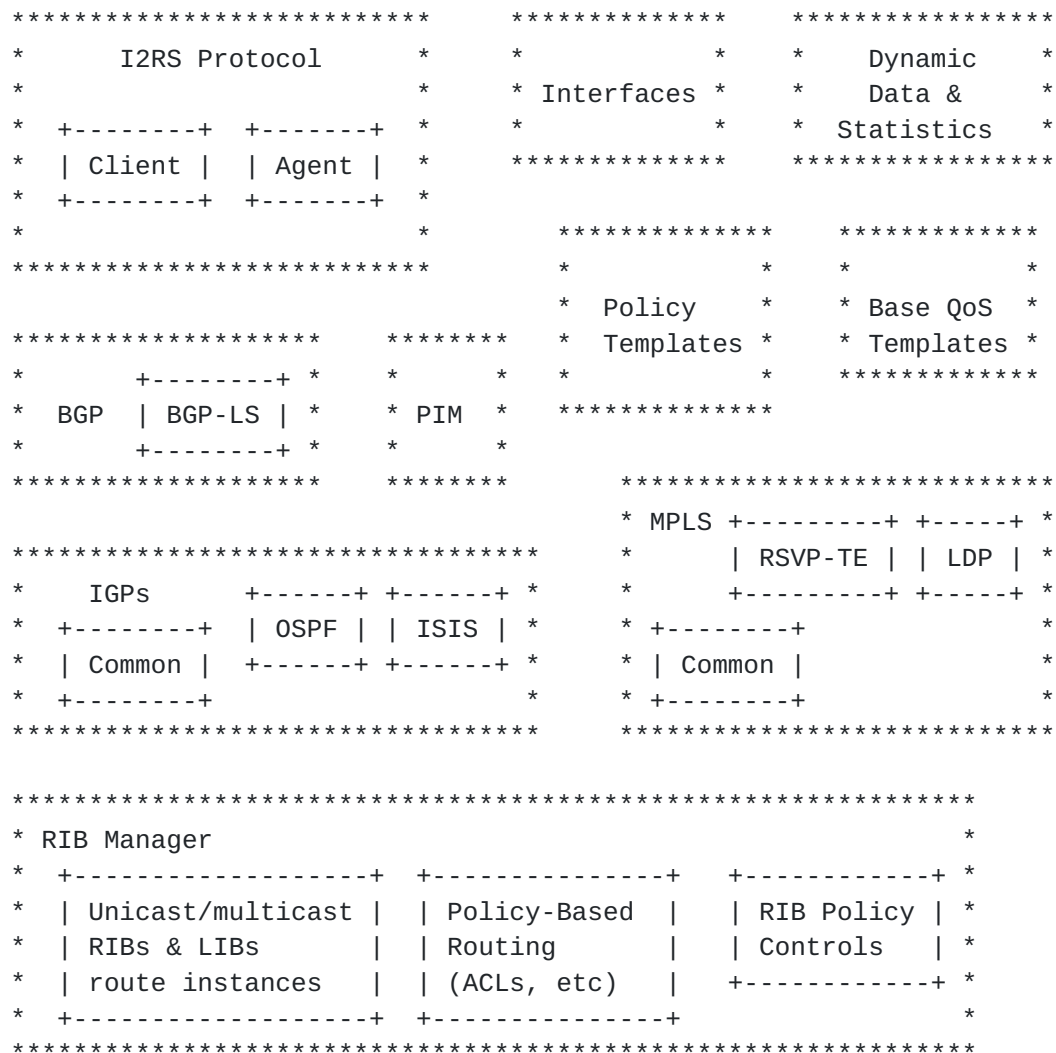 ****************************     **************     *****************
*       I2RS Protocol      *     *            *     *    Dynamic    *
*                          *     * Interfaces *     *    Data &     *
*  +--------+  +-------+  *     *            *     *  Statistics   *
*  | Client |  | Agent |  *     **************     *****************
*  +--------+  +-------+  *
*                          *        **************    *************
****************************        *            *    *           *
                                   *  Policy    *    * Base QoS  *
********************    ********   *  Templates *    * Templates *
*        +--------+ *    *      *   *            *    *************
*  BGP  | BGP-LS | *    * PIM  *   **************
*        +--------+ *    *      *
********************    ********       ****************************
                                       * MPLS +---------+ +-----+ *
**********************************     *      | RSVP-TE | | LDP | *
*    IGPs      +------+ +------+ *     *      +---------+ +-----+ *
*  +--------+  | OSPF | | ISIS | *     * +--------+               *
*  | Common |  +------+ +------+ *     * | Common |               *
*  +--------+                    *     * +--------+               *
**********************************     ****************************

**************************************************************
* RIB Manager                                                *
*  +-------------------+  +---------------+   +------------+ *
*  | Unicast/multicast |  | Policy-Based  |   | RIB Policy | *
*  | RIBs & LIBs       |  | Routing       |   | Controls   | *
*  | route instances   |  | (ACLs, etc)   |   +------------+ *
*  +-------------------+  +---------------+                  *
**************************************************************